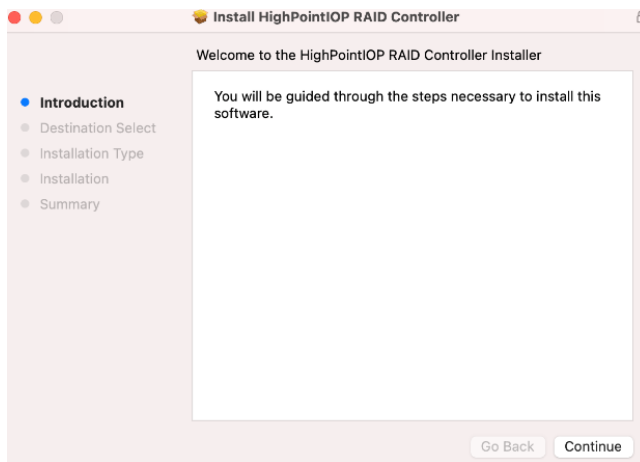 Install HighPointIOP RAID Controller
Welcome to the HighPointIOP RAID Controller Installer
Introduction
Destination Select
Installation Type
Installation
Summary
You will be guided through the steps necessary to install this
software.
Go Back
Continue